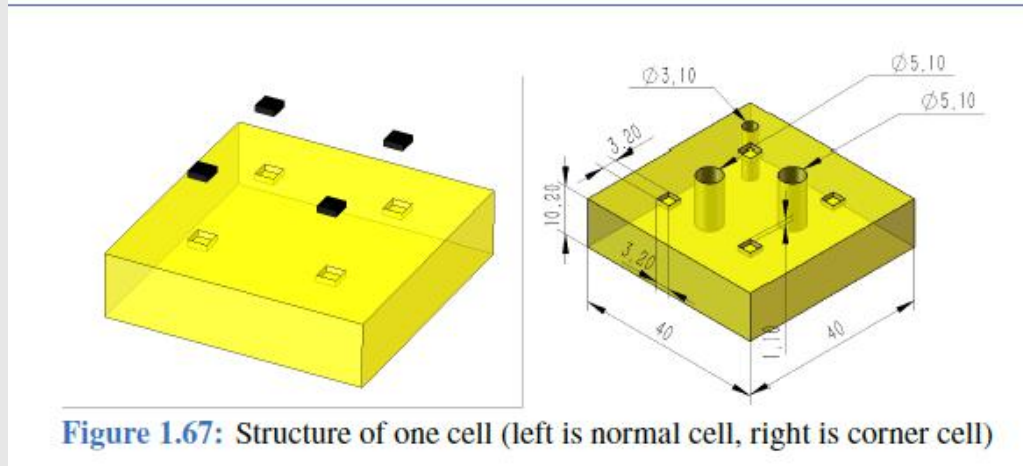 Ø3,10
Ø5,10
Ø5,10
3,20
10,20
3,20
1,10
40
40
Figure 1.67: Structure of one cell (left is normal cell, right is corner cell)